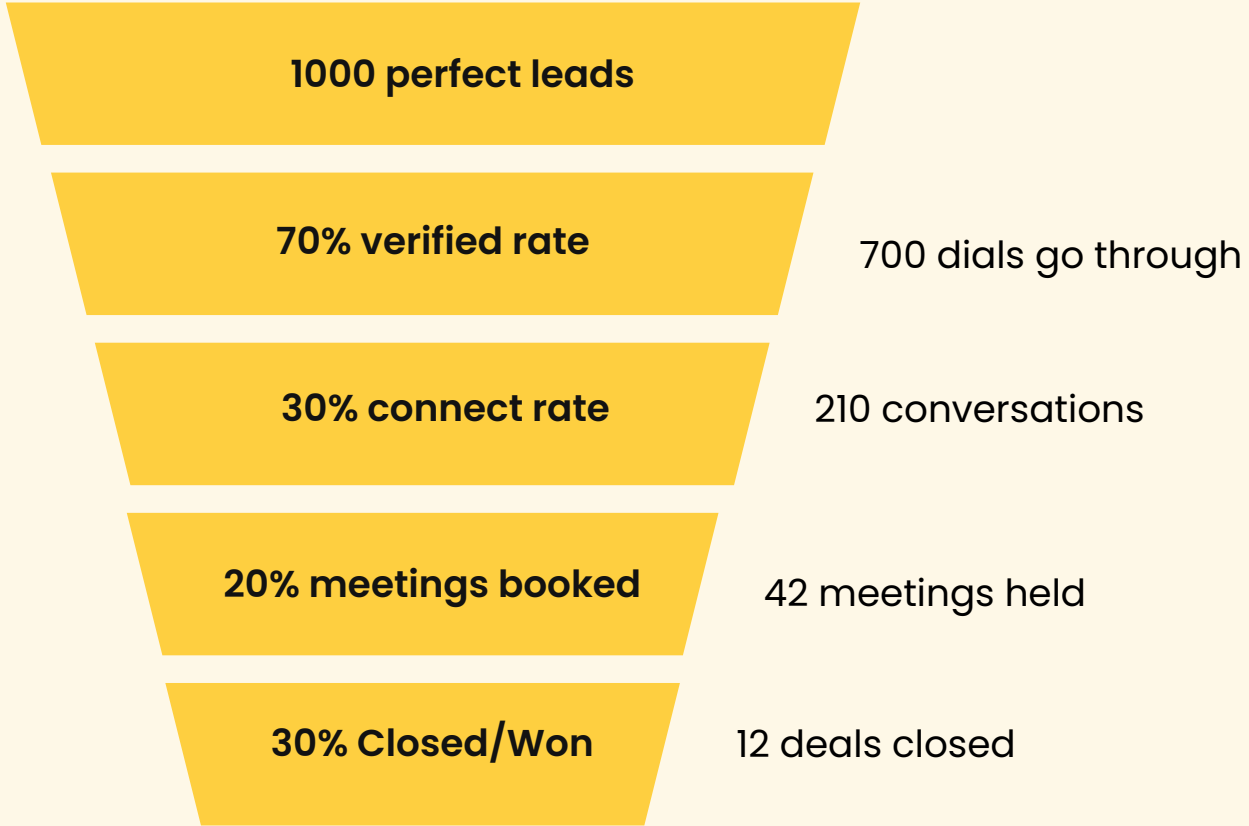 1000 perfect leads
70% verified rate
700 dials go through
30% connect rate
210 conversations
20% meetings booked
42 meetings held
30% Closed/Won
12 deals closed